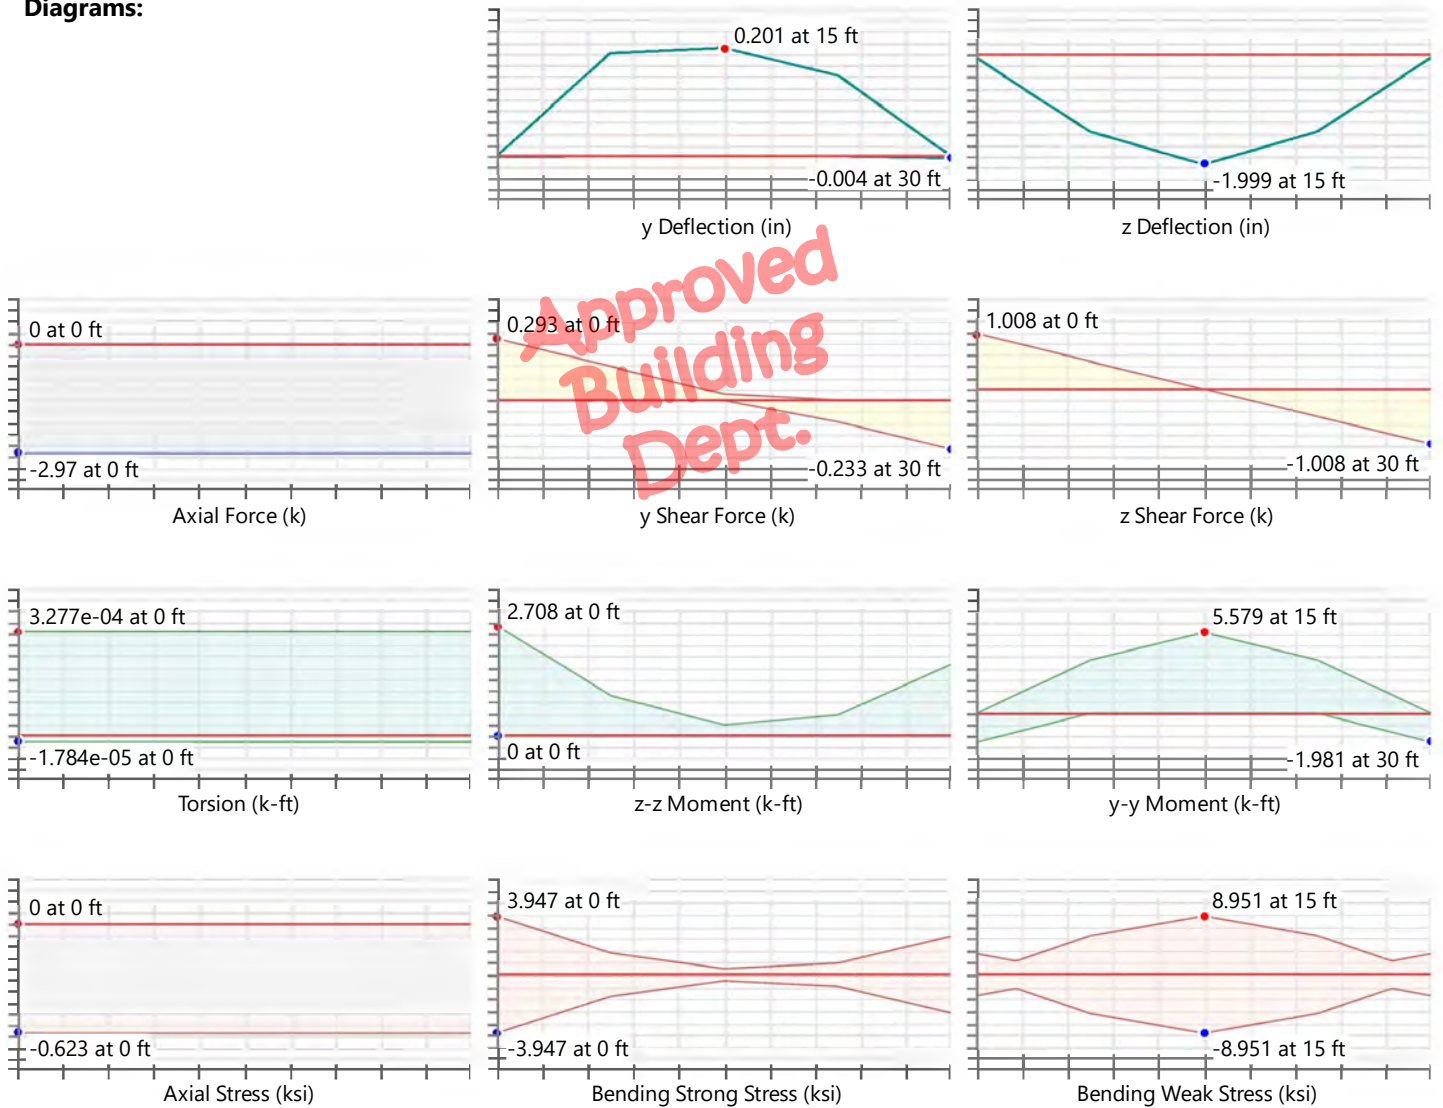 Diagrams:
0.201 at 15 ft
-0.004 at 30 ft
y Deflection (in)
-1.999 at 15 ft
z Deflection (in)
0 at 0 ft
-2.97 at 0 ft
Axial Force (k)
0.293 at 0 ft
-0.233 at 30 ft
y Shear Force (k)
1.008 at 0 ft
-1.008 at 30 ft
z Shear Force (k)
Approved
Building
Dept.
3.277e-04 at 0 ft
-1.784e-05 at 0 ft
Torsion (k-ft)
2.708 at 0 ft
0 at 0 ft
z-z Moment (k-ft)
5.579 at 15 ft
-1.981 at 30 ft
y-y Moment (k-ft)
0 at 0 ft
-0.623 at 0 ft
Axial Stress (ksi)
3.947 at 0 ft
-3.947 at 0 ft
Bending Strong Stress (ksi)
8.951 at 15 ft
-8.951 at 15 ft
Bending Weak Stress (ksi)